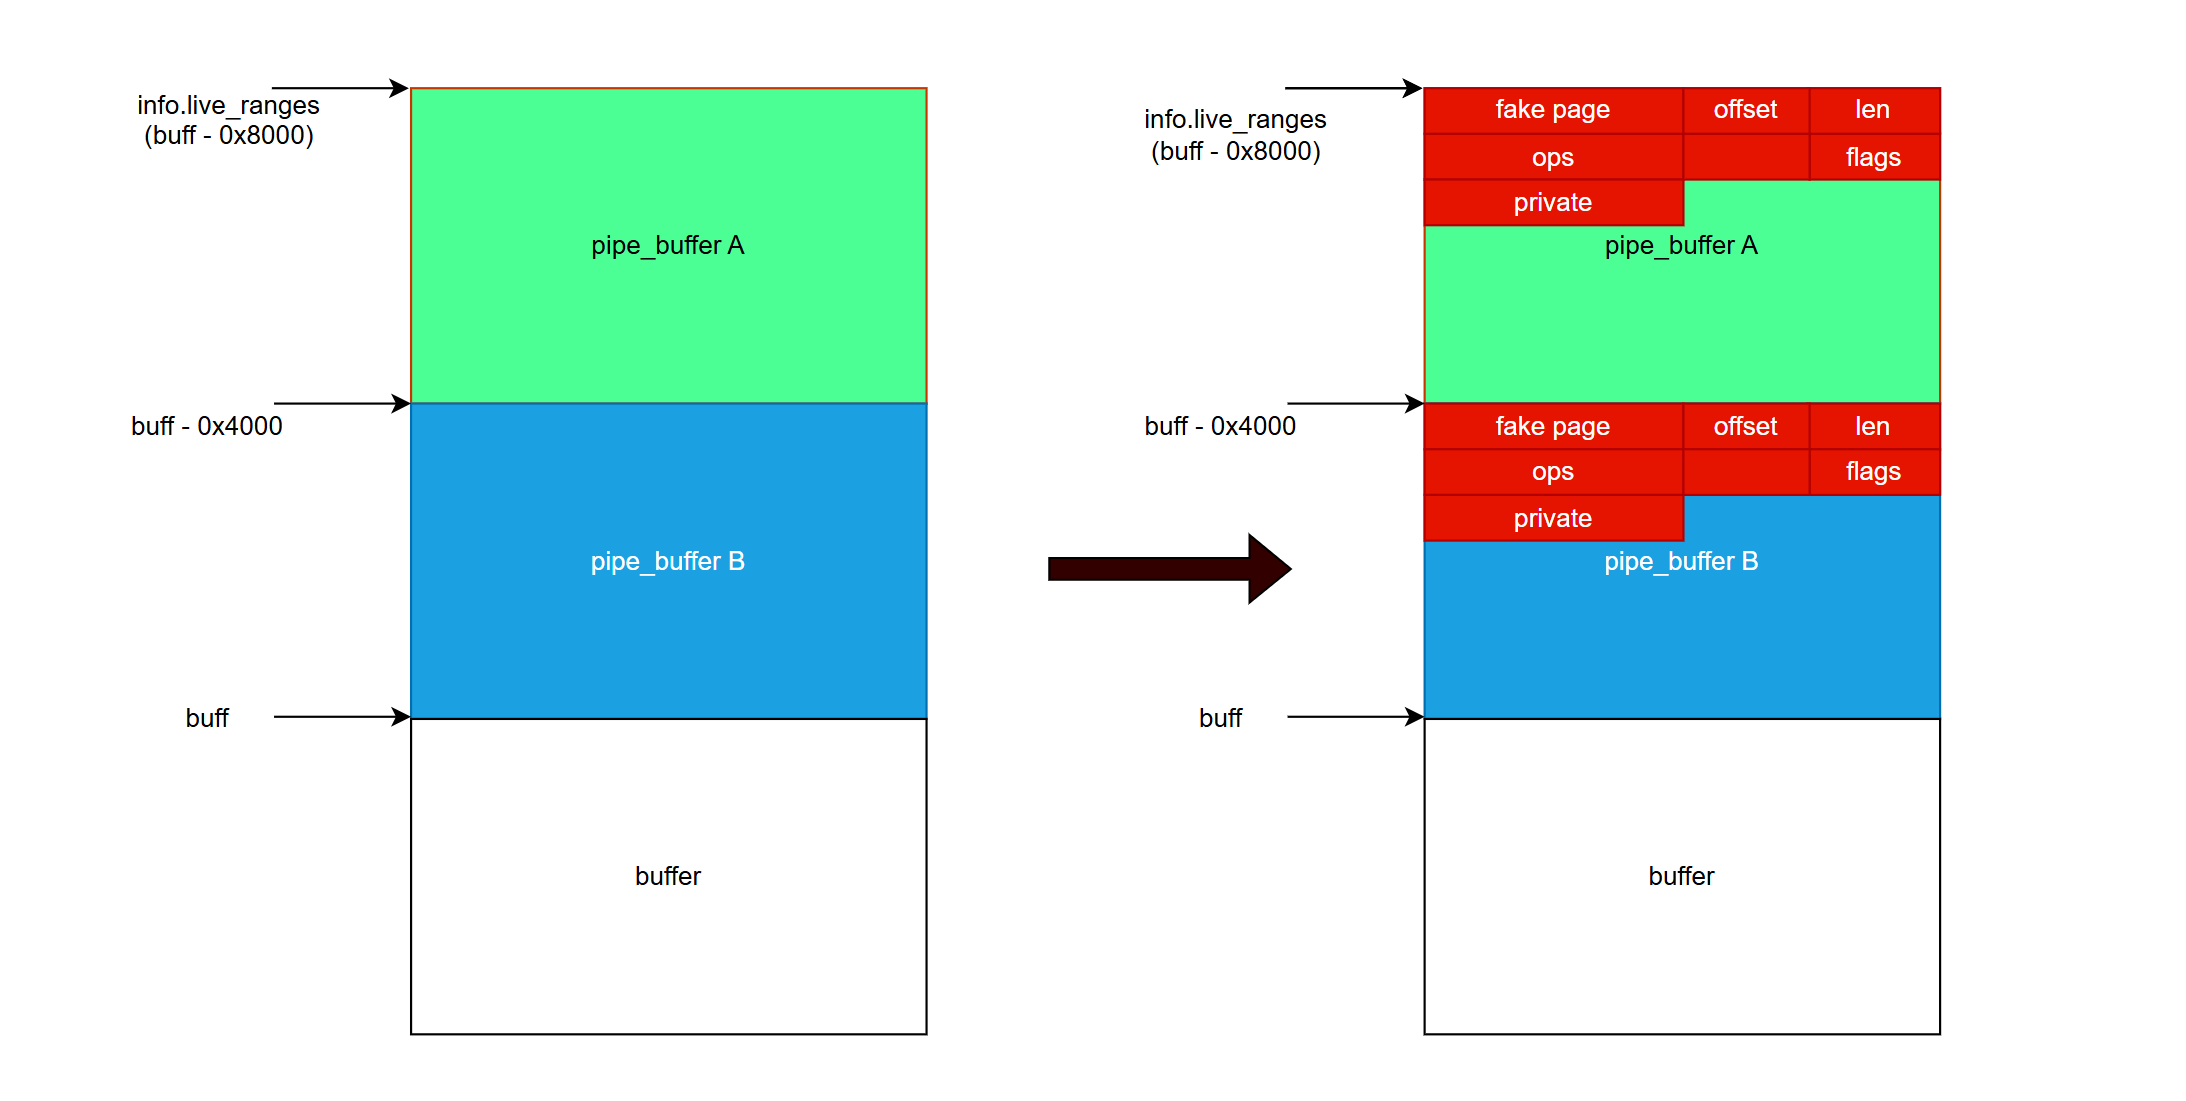 info.live_ranges
(buff - 0x8000)
pipe_buffer A
buff - 0x4000
pipe_buffer B
buff
buffer
info.live_ranges
(buff - 0x8000)
fake page offset len
ops flags
private
pipe_buffer A
buff - 0x4000
fake page offset len
ops flags
private
pipe_buffer B
buff
buffer